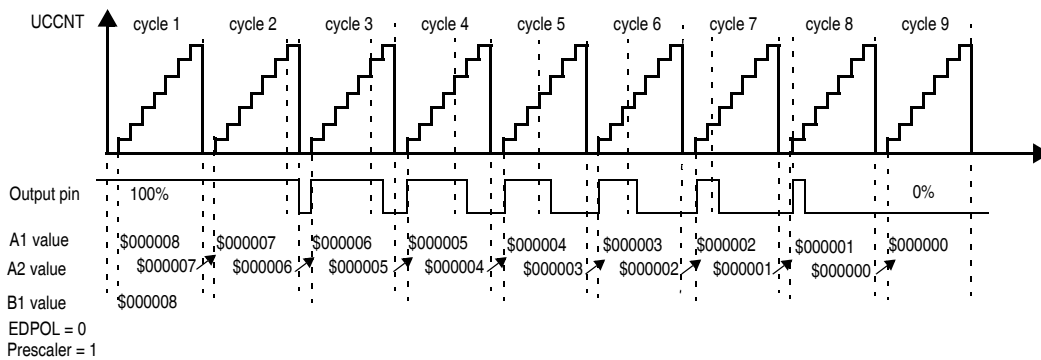 UCCNT cycle 1 cycle 2 cycle 3 cycle 4 cycle 5 cycle 6 cycle 7 cycle 8 cycle 9
Output pin 100% 0%
A1 value $000008 $000007 $000006 $000005 $000004 $000003 $000002 $000001 $000000
A2 value $000007 $000006 $000005 $000004 $000003 $000002 $000001 $000000
B1 value $000008
EDPOL = 0
Prescaler = 1